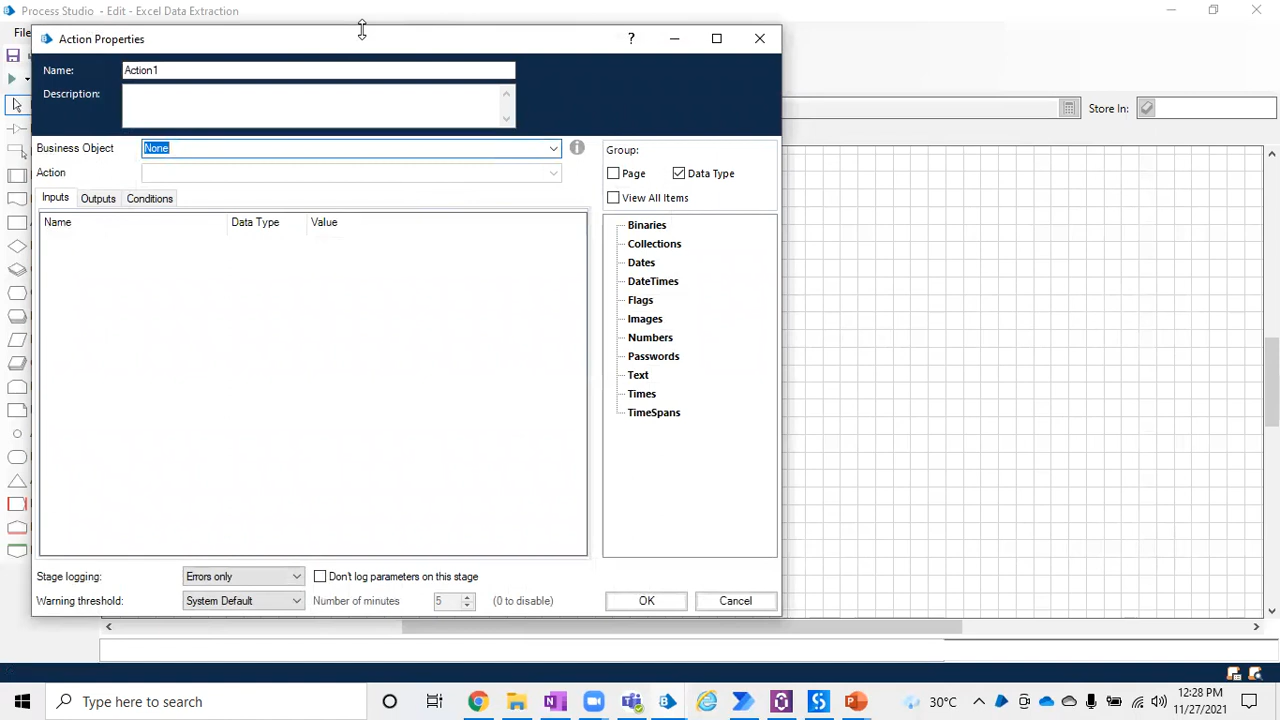 Process Studio - Edit - Excel Data Extraction
File
Action Properties
?
Name: Action1
Description:
Business Object None
Action
Inputs Outputs Conditions
Name Data Type Value
Group:
Page Data Type
View All Items
Binaries
Collections
Dates
DateTimes
Flags
Images
Numbers
Passwords
Text
Times
TimeSpans
Store In:
Stage logging: Errors only Don't log parameters on this stage
Warning threshold: System Default Number of minutes 5 (0 to disable)
OK Cancel
Type here to search
30°C
12:28 PM
11/27/2021